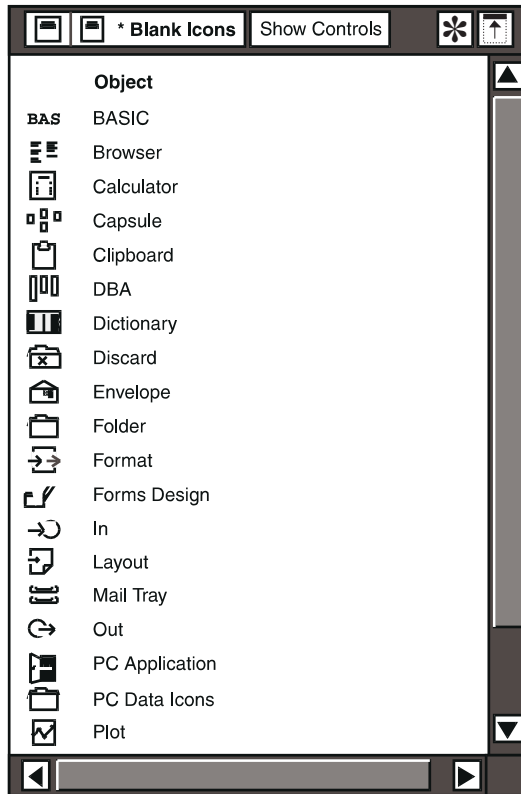 * Blank Icons Show Controls
Object
BAS BASIC
Browser
Calculator
Capsule
Clipboard
DBA
Dictionary
Discard
Envelope
Folder
Format
Forms Design
In
Layout
Mail Tray
Out
PC Application
PC Data Icons
Plot